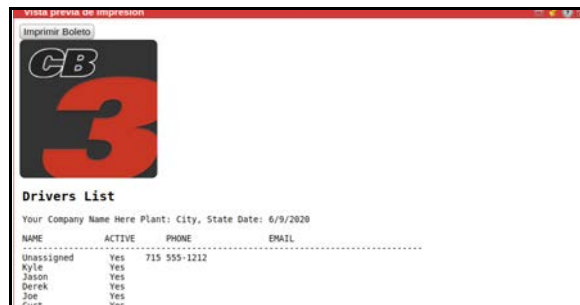 Vista previa de impresión
Imprimir Boleto
CB
3
Drivers List
Your Company Name Here Plant: City, State Date: 6/9/2020
NAME ACTIVE PHONE EMAIL
Unassigned Yes 715 555-1212
Kyle Yes
Jason Yes
Derek Yes
Joe Yes
Curt Yes